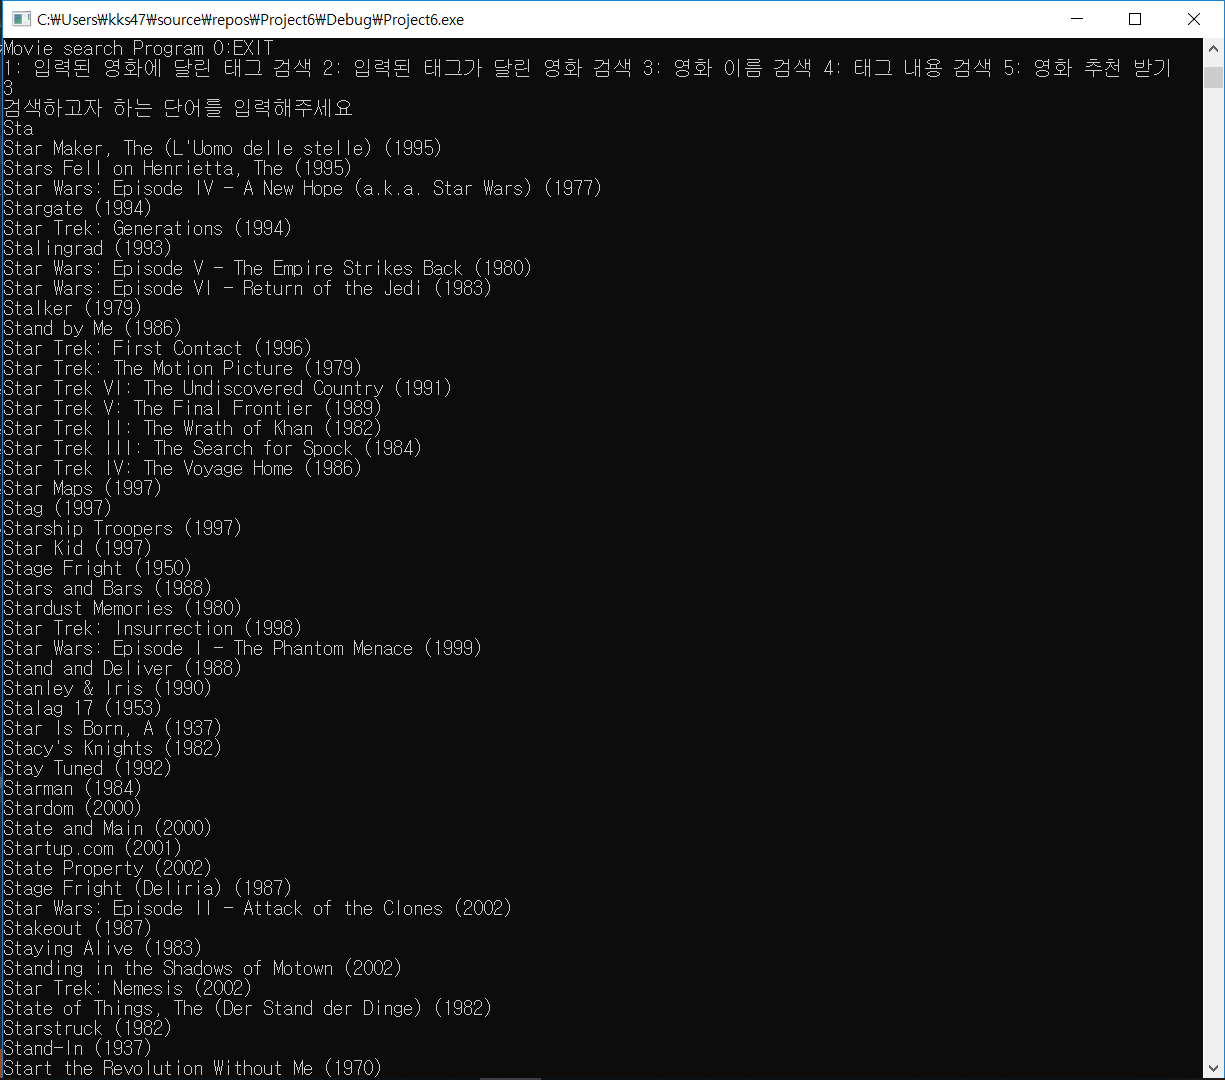 C:₩Users₩kks47₩source₩repos₩Project6₩Debug₩Project6.exe
Movie search Program 0:EXIT
1: 입력된 영화에 달린 태그 검색 2: 입력된 태그가 달린 영화 검색 3: 영화 이름 검색 4: 태그 내용 검색 5: 영화 추천 받기
3
검색하고자 하는 단어를 입력해주세요
Sta
Star Maker, The (L'Uomo delle stelle) (1995)
Stars Fell on Henrietta, The (1995)
Star Wars: Episode IV - A New Hope (a.k.a. Star Wars) (1977)
Stargate (1994)
Star Trek: Generations (1994)
Stalingrad (1993)
Star Wars: Episode V - The Empire Strikes Back (1980)
Star Wars: Episode VI - Return of the Jedi (1983)
Stalker (1979)
Stand by Me (1986)
Star Trek: First Contact (1996)
Star Trek: The Motion Picture (1979)
Star Trek VI: The Undiscovered Country (1991)
Star Trek V: The Final Frontier (1989)
Star Trek II: The Wrath of Khan (1982)
Star Trek III: The Search for Spock (1984)
Star Trek IV: The Voyage Home (1986)
Star Maps (1997)
Stag (1997)
Starship Troopers (1997)
Star Kid (1997)
Stage Fright (1950)
Stars and Bars (1988)
Stardust Memories (1980)
Star Trek: Insurrection (1998)
Star Wars: Episode I - The Phantom Menace (1999)
Stand and Deliver (1988)
Stanley & Iris (1990)
Stalag 17 (1953)
Star Is Born, A (1937)
Stacy's Knights (1982)
Stay Tuned (1992)
Starman (1984)
Stardom (2000)
State and Main (2000)
Startup.com (2001)
State Property (2002)
Stage Fright (Deliria) (1987)
Star Wars: Episode II - Attack of the Clones (2002)
Stakeout (1987)
Staying Alive (1983)
Standing in the Shadows of Motown (2002)
Star Trek: Nemesis (2002)
State of Things, The (Der Stand der Dinge) (1982)
Starstruck (1982)
Stand-In (1937)
Start the Revolution Without Me (1970)